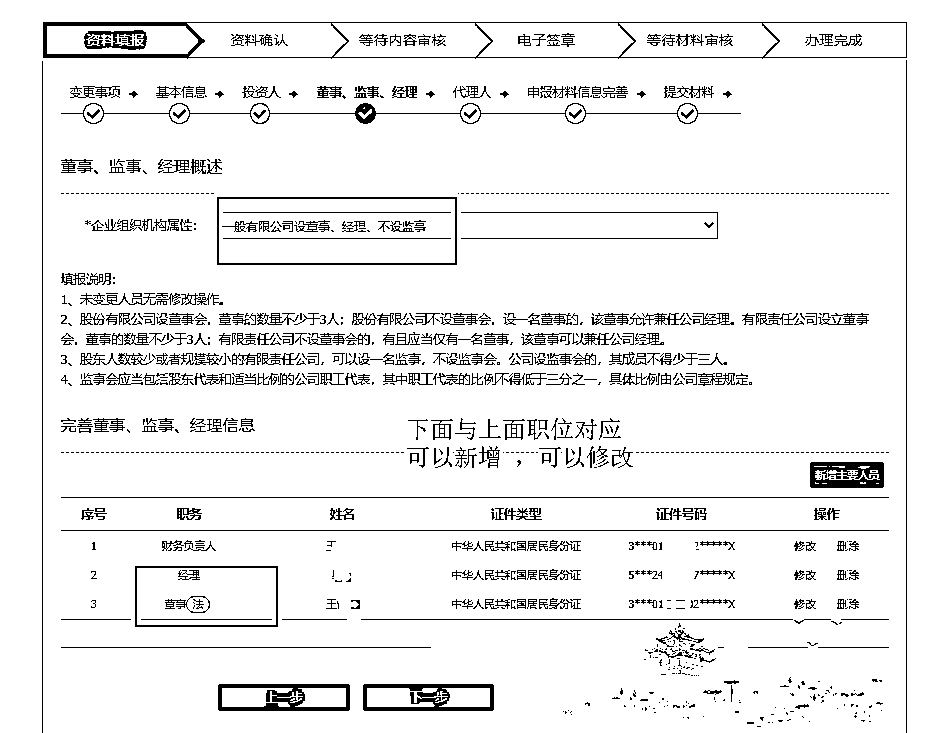 资料填报 资料确认 等待内容审核 电子签章 等待材料审核 办理完成
变更事项 基本信息 投资人 董事、监事、经理 代理人 申报材料信息完善 提交材料
董事、监事、经理概述
*企业组织机构属性: 一般有限公司设董事、经理、不设监事
填报说明:
1、未变更人员无需修改操作。
2、股份有限公司设董事会，董事的数量不少于3人；股份有限公司不设董事会，设一名董事的，该董事允许兼任公司经理。有限责任公司设立董事
会，董事的数量不少于3人；有限责任公司不设董事会的，有且应当仅有一名董事，该董事可以兼任公司经理。
3、股东人数较少或者规模较小的有限责任公司，可以设一名监事，不设监事会。公司设监事会的，其成员不得少于三人。
4、监事会应当包括股东代表和适当比例的公司职工代表，其中职工代表的比例不得低于三分之一，具体比例由公司章程规定。
完善董事、监事、经理信息
下面与上面职位对应
可以新增 ，可以修改
新增主要人员
序号 职务 姓名 证件类型 证件号码 操作
1 财务负责人 中华人民共和国居民身份证 3***01 2*****X 修改 删除
2 经理 中华人民共和国居民身份证 5***24 7*****X 修改 删除
3 董事 法 王 中华人民共和国居民身份证 3***01 02*****X 修改 删除
上一步 下一步